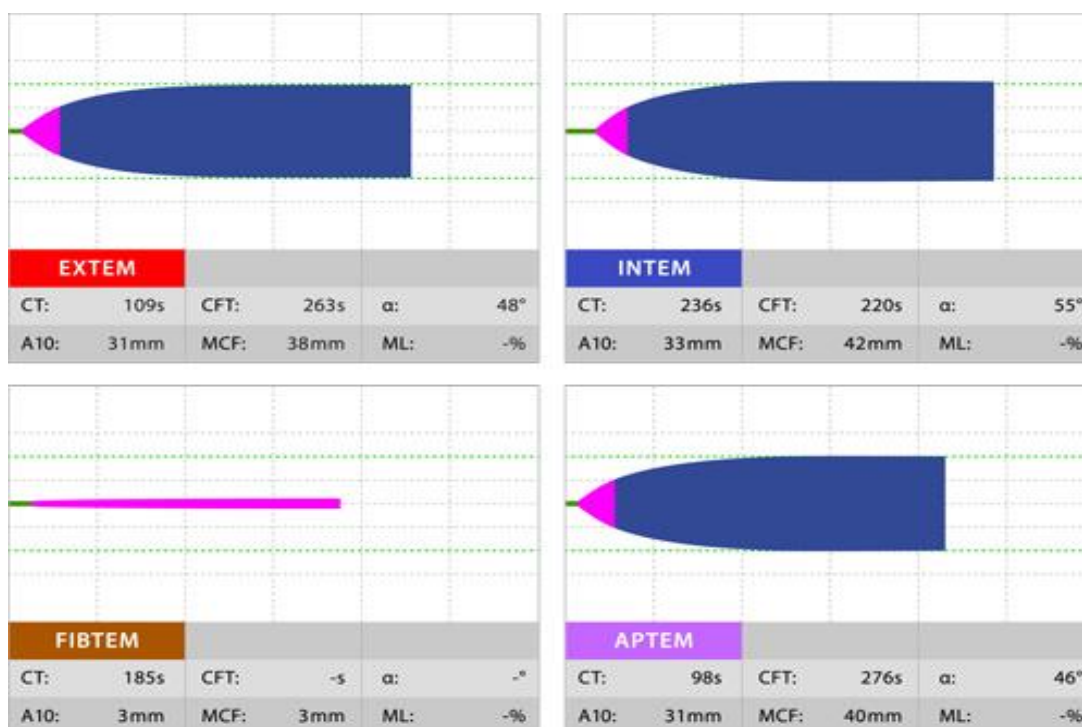 EXTEM
CT: 109s CFT: 263s α: 48°
A10: 31mm MCF: 38mm ML: -%
INTEM
CT: 236s CFT: 220s α: 55°
A10: 33mm MCF: 42mm ML: -%
FIBTEM
CT: 185s CFT: -s α: -°
A10: 3mm MCF: 3mm ML: -%
APTEM
CT: 98s CFT: 276s α: 46°
A10: 31mm MCF: 40mm ML: -%